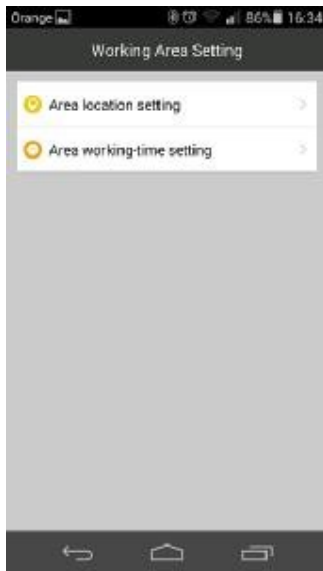 Orange 86% 16:34
Working Area Setting
Area location setting
Area working-time setting